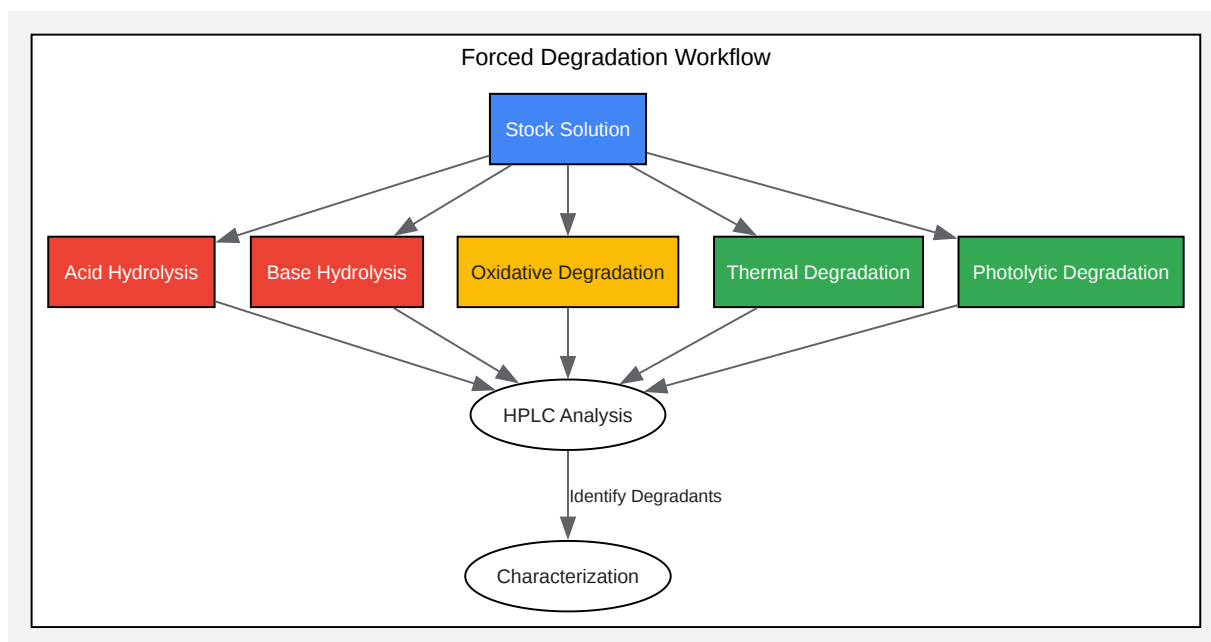 Forced Degradation Workflow
Stock Solution
Acid Hydrolysis
Base Hydrolysis
Oxidative Degradation
Thermal Degradation
Photolytic Degradation
HPLC Analysis
Identify Degradants
Characterization